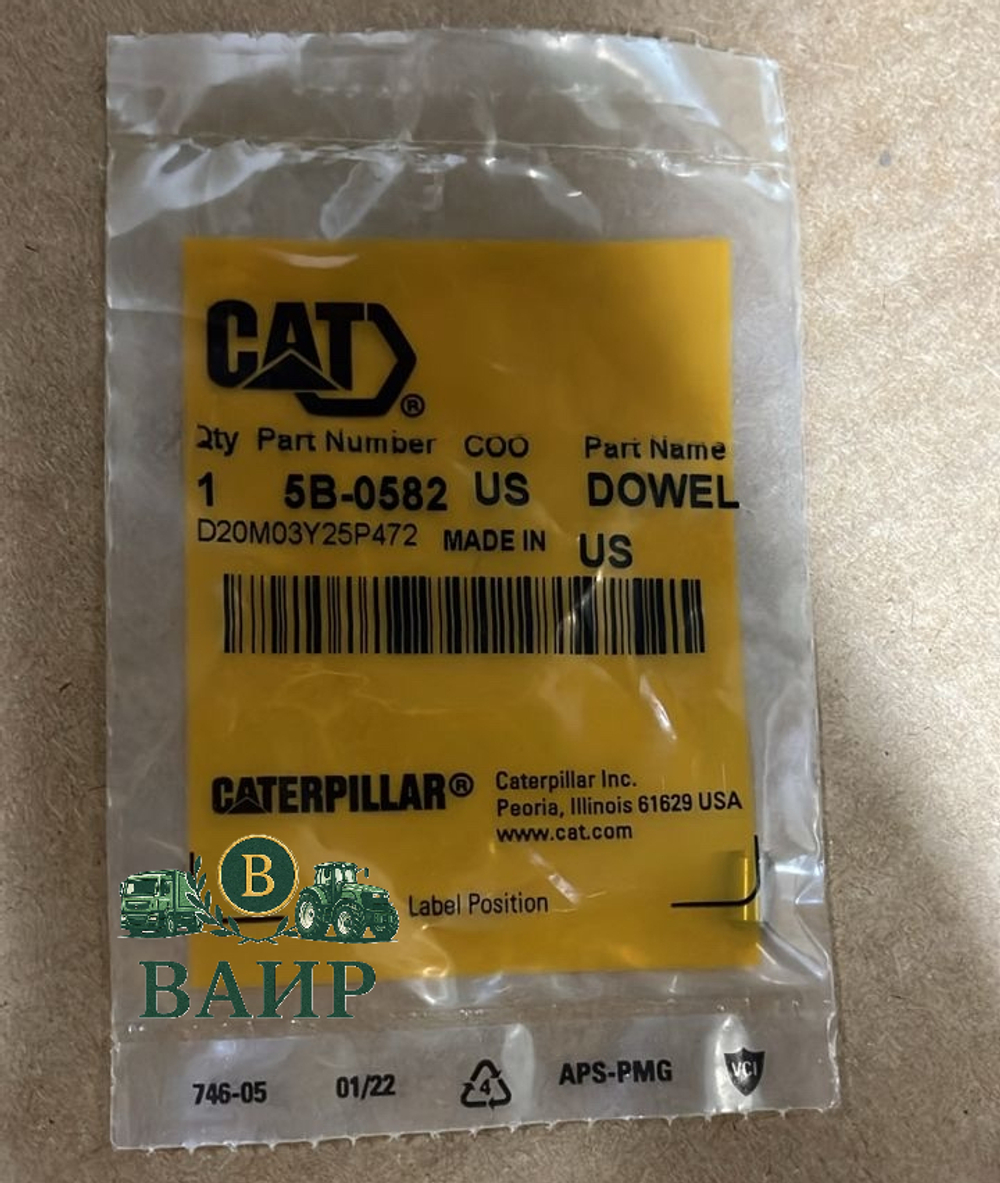 CAT®
Qty Part Number COO Part Name
1 5B-0582 US DOWEL
D20M03Y25P472 MADE IN US
CATERPILLAR® Caterpillar Inc.
Peoria, Illinois 61629 USA
www.cat.com
B
Label Position
ВАИР
746-05 01/22 4 APS-PMG VCI